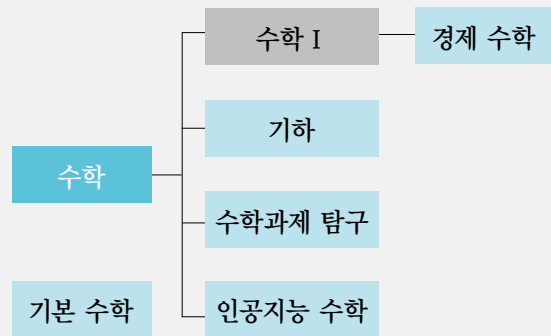 수학 I
경제 수학
기하
수학
수학과제 탐구
기본 수학
인공지능 수학